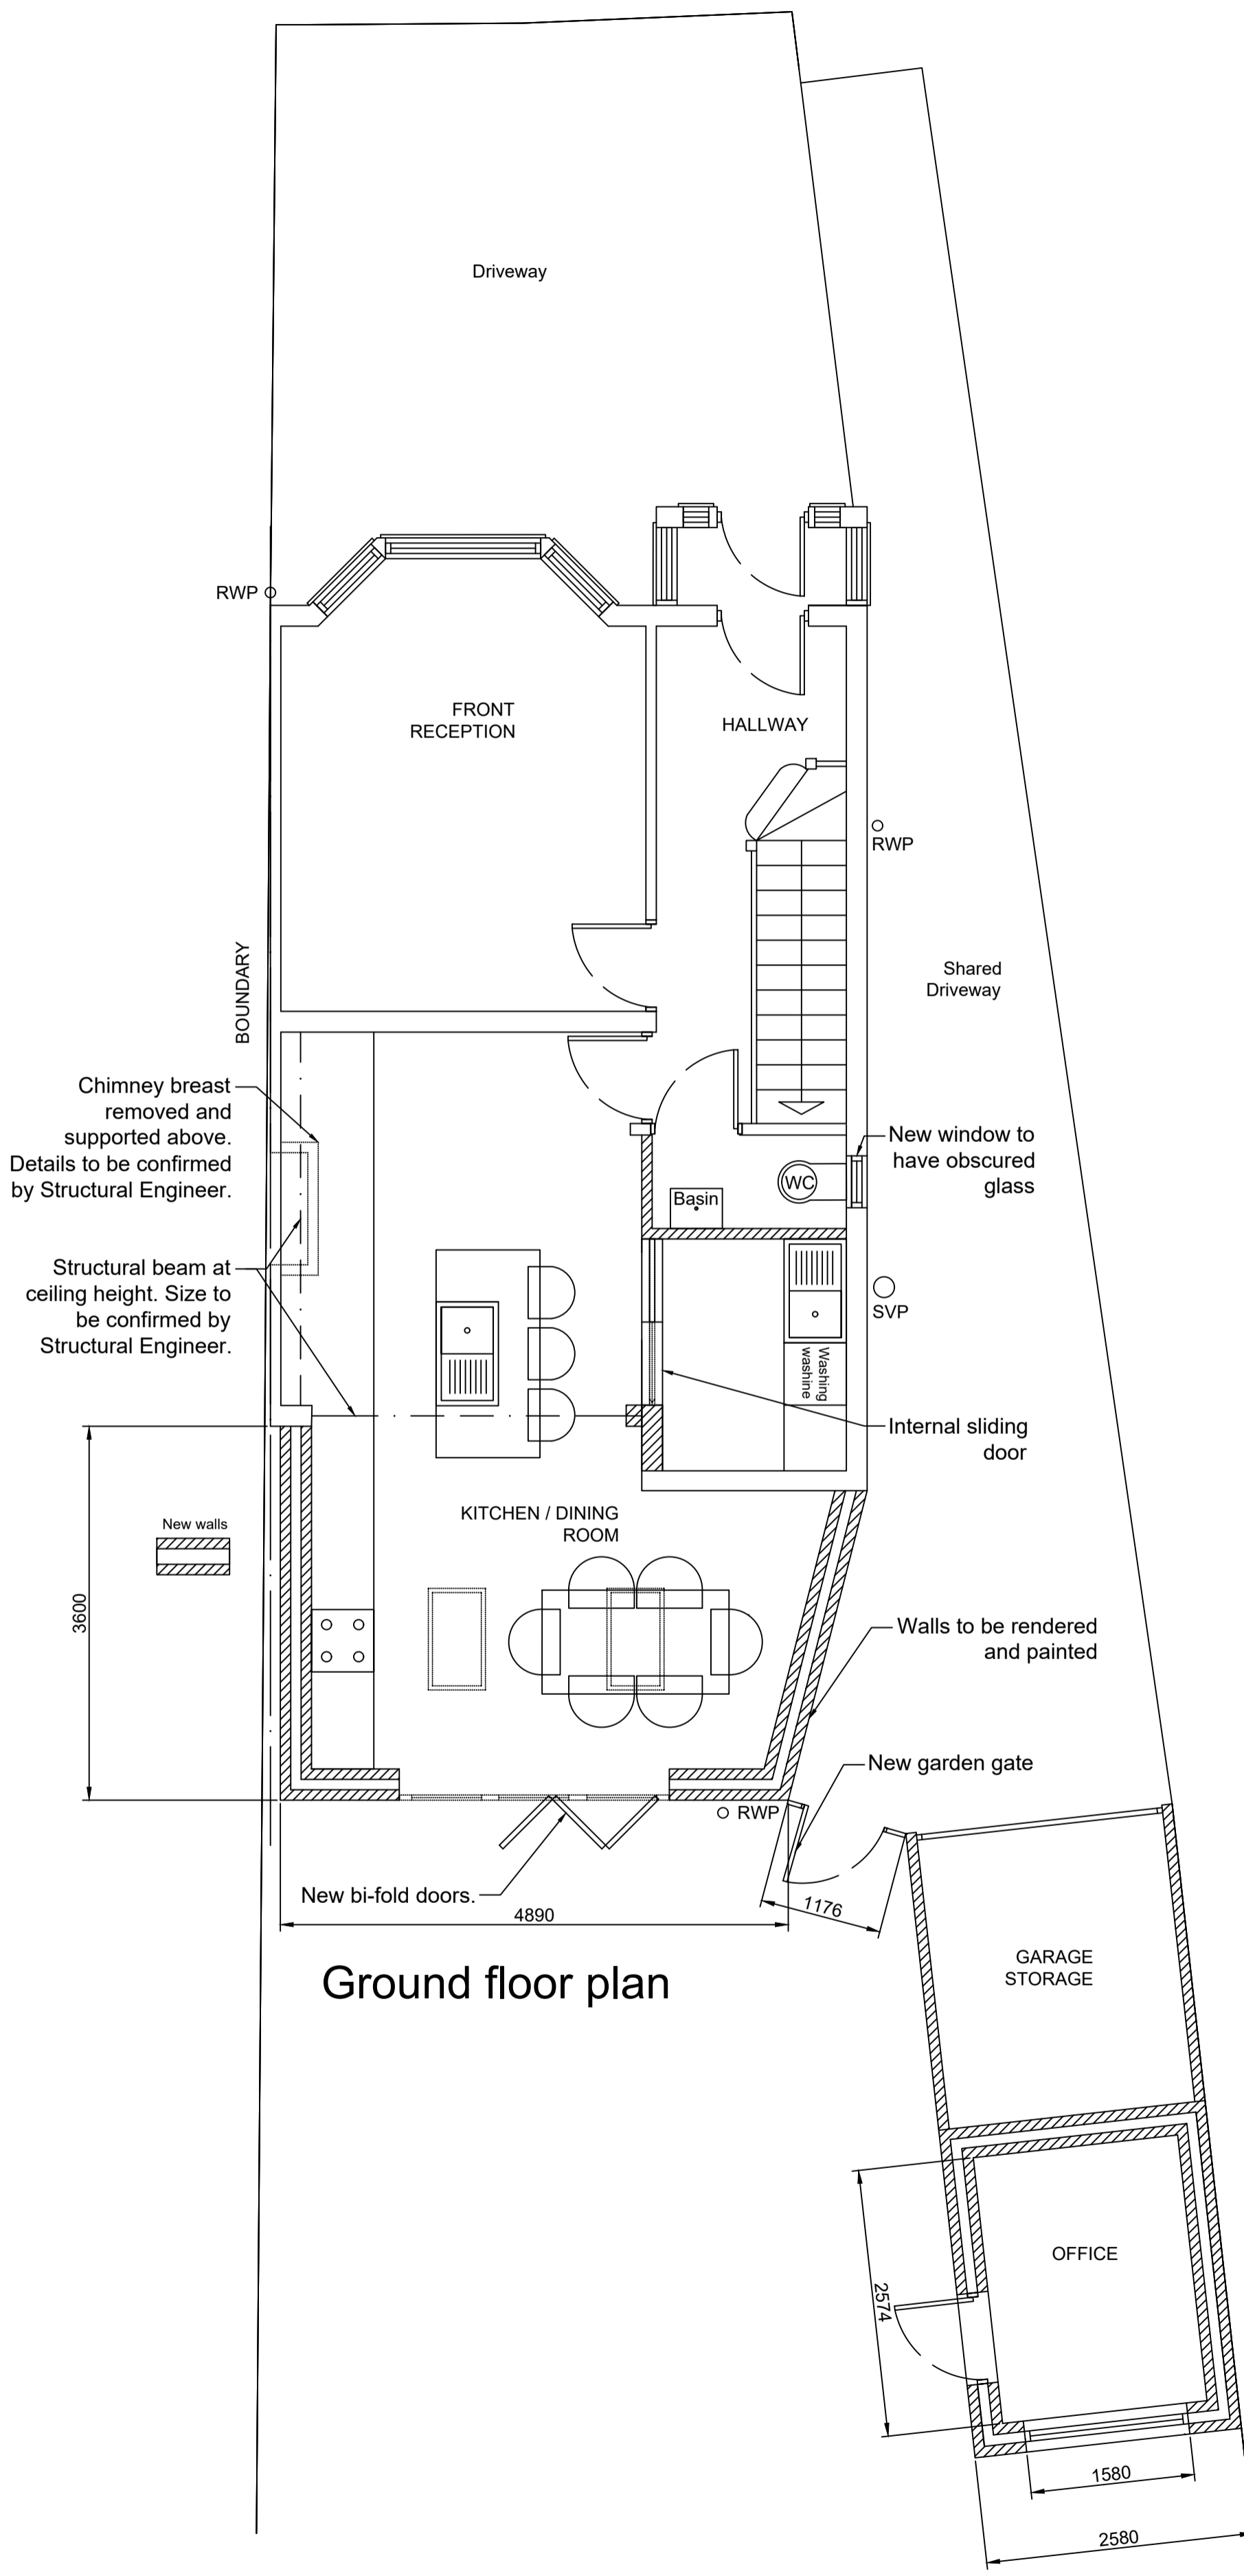 Driveway
RWP
FRONT
RECEPTION
HALLWAY
RWP
BOUNDARY
Shared
Driveway
Chimney breast
removed and
supported above.
Details to be confirmed
by Structural Engineer.
New window to
have obscured
glass
WC
Basin
Structural beam at
ceiling height. Size to
be confirmed by
Structural Engineer.
SVP
Washing
washine
Internal sliding
door
KITCHEN / DINING
ROOM
New walls
3600
Walls to be rendered
and painted
New garden gate
RWP
New bi-fold doors.
4890
1176
Ground floor plan
GARAGE
STORAGE
OFFICE
2574
1580
2580